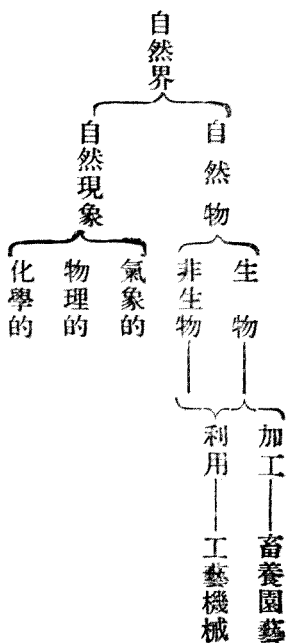 自然界
自然物
生物
加工
畜養園藝
非生物
利用
工藝機械
自然現象
氣象的
物理的
化學的